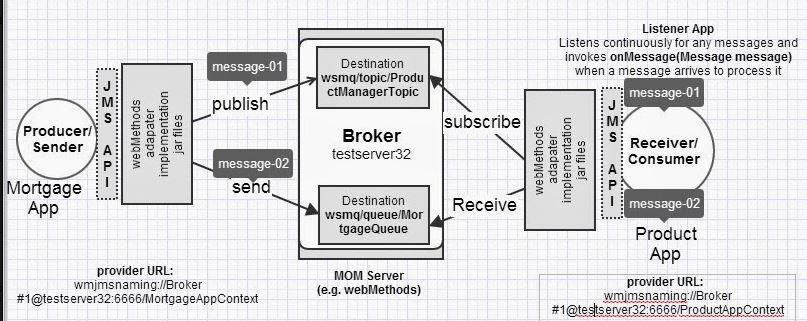 Listener App
Listens continuously for any messages and
invokes onMessage(Message message)
when a message arrives to process it
message-01
publish
Destination
wsmq/topic/Produ
ctManagerTopic
message-01
JMS API
webMethods
adapater
implementation
jar files
Producer/
Sender
Mortgage
App
Broker
testserver32
subscribe
webMethods
adapater
implementation
jar files
JMS API
Receiver/
Consumer
message-02
send
Destination
wsmq/queue/Mor
tgageQueue
Receive
message-02
Product
App
provider URL:
wmjmsnaming://Broker
#1@testserver32:6666/MortgageAppContext
MOM Server
(e.g. webMethods)
provider URL:
wmjmsnaming://Broker
#1@testserver32:6666/ProductAppContext